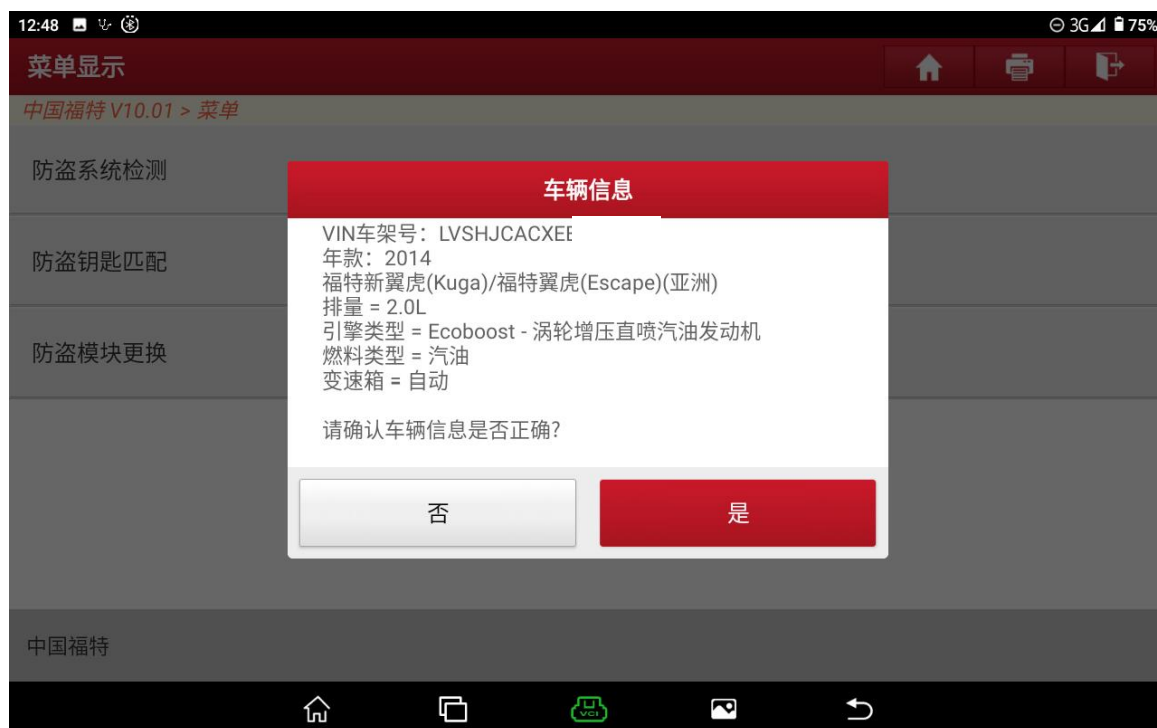 12:48
3G 75%
菜单显示
中国福特 V10.01 > 菜单
防盗系统检测
防盗钥匙匹配
防盗模块更换
车辆信息
VIN车架号：LVSHJCACXEE
年款：2014
福特新翼虎(Kuga)/福特翼虎(Escape)(亚洲)
排量 = 2.0L
引擎类型 = Ecoboost - 涡轮增压直喷汽油发动机
燃料类型 = 汽油
变速箱 = 自动
请确认车辆信息是否正确?
否
是
中国福特
VCI